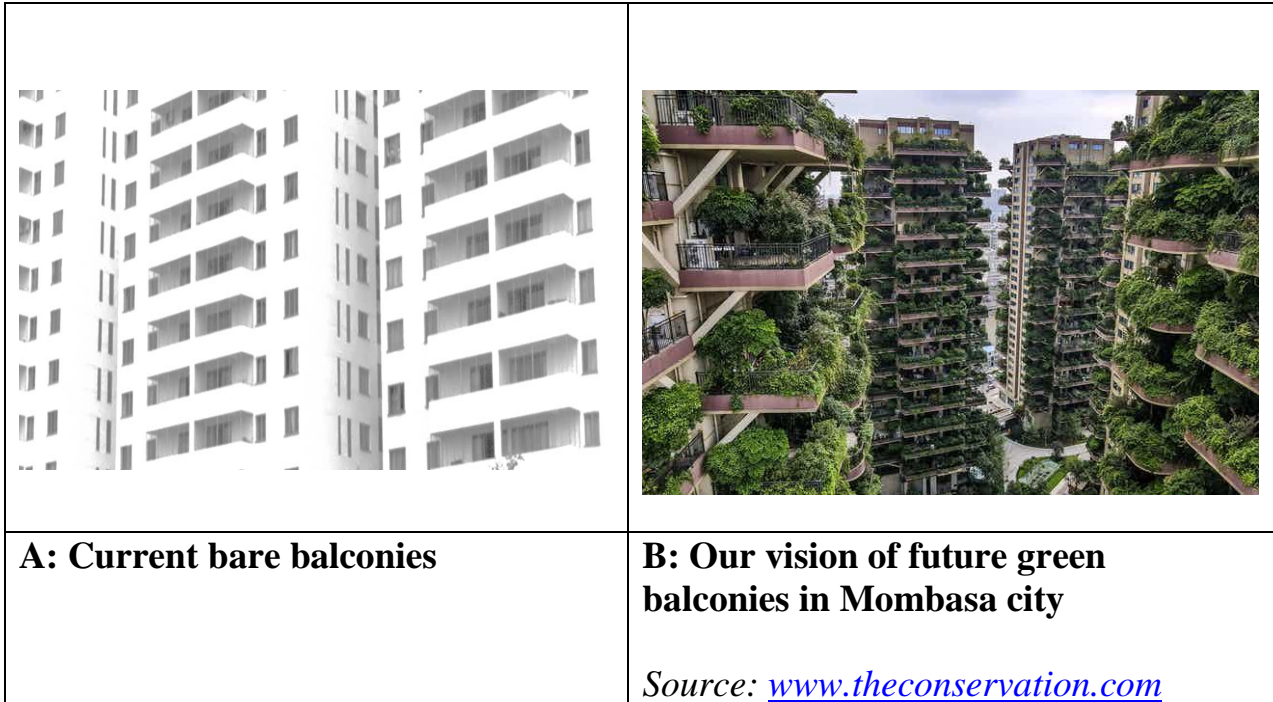 A: Current bare balconies
B: Our vision of future green
balconies in Mombasa city
Source: www.theconservation.com